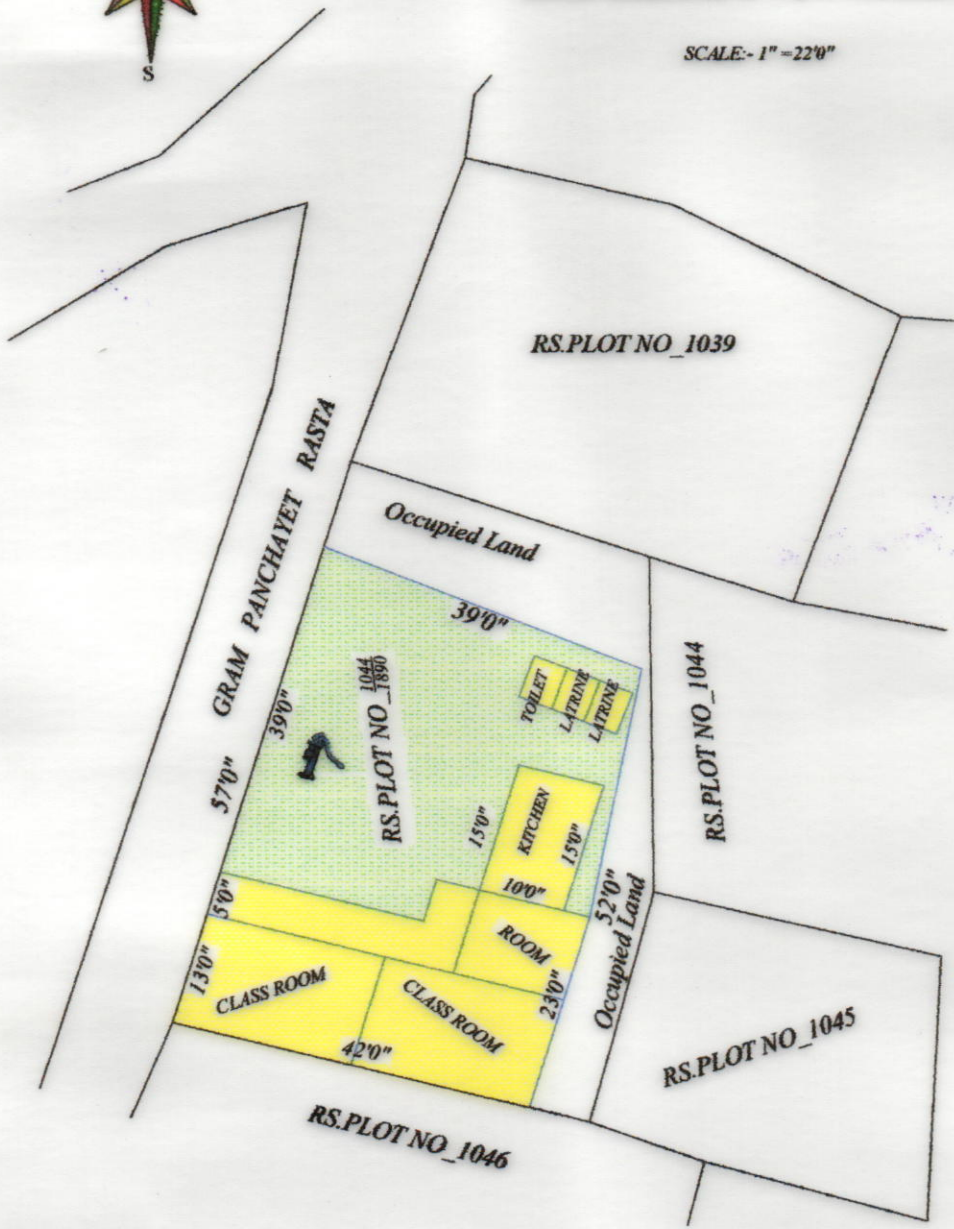 S
SCALE:- 1" = 22'0"
RS.PLOT NO_1039
GRAM PANCHAYET RASTA
Occupied Land
39'0"
RS.PLOT NO_1044/1890
TOILET
LATRINE
LATRINE
RS.PLOT NO_1044
39'0"
57'0"
15'0"
KITCHEN
15'0"
10'0"
52'0"
Occupied Land
5'0"
ROOM
13'0"
CLASS ROOM
CLASS ROOM
23'0"
42'0"
RS.PLOT NO_1045
RS.PLOT NO_1046